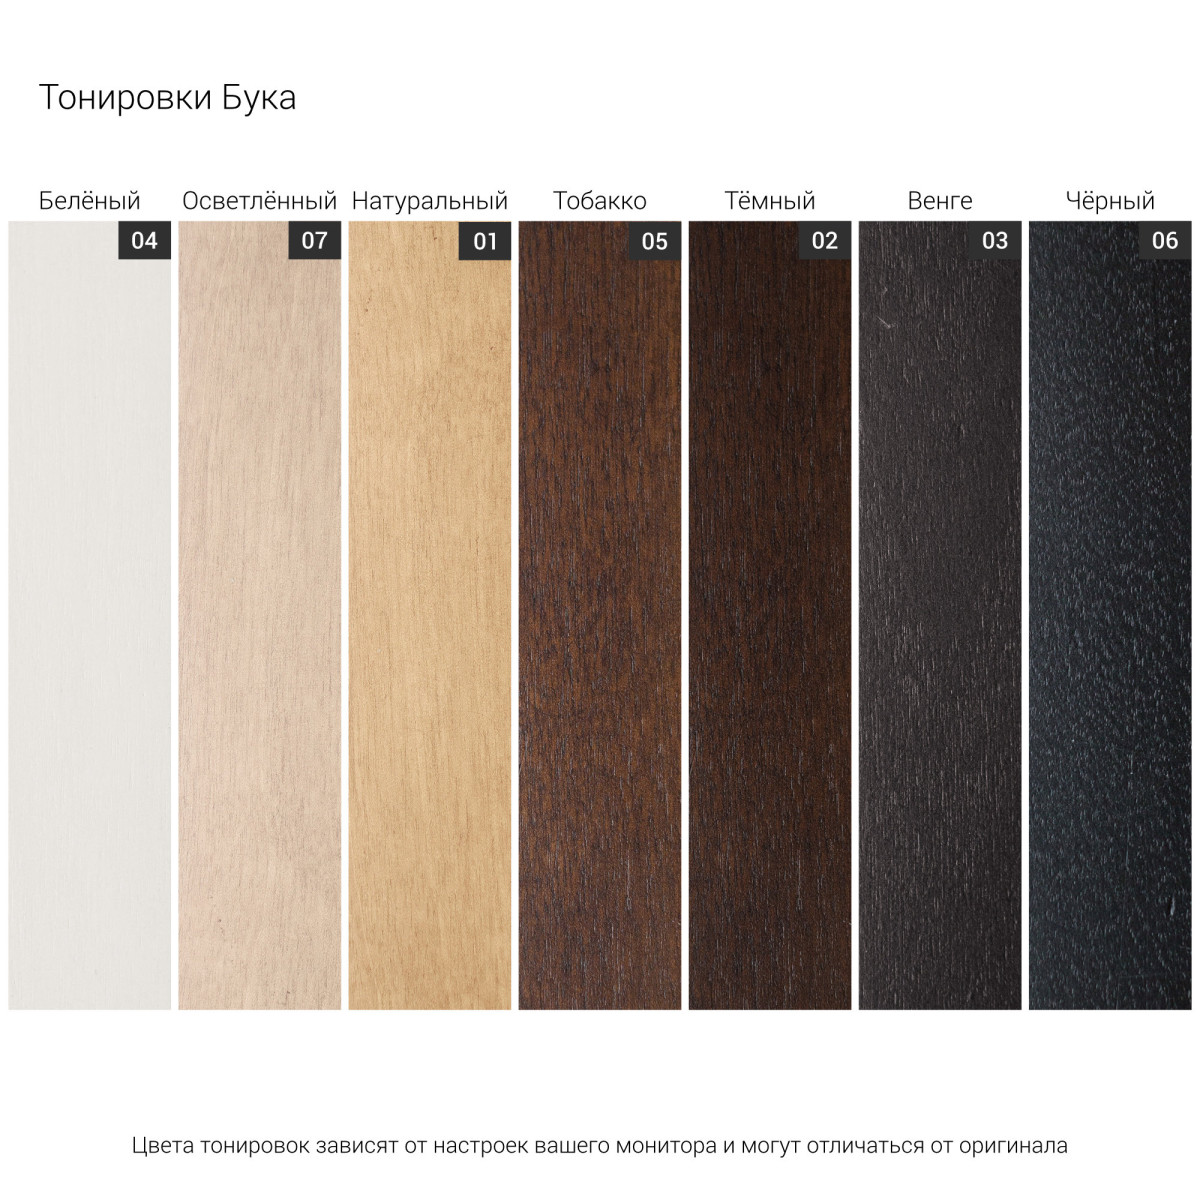 Тонировки Бука
Белёный Осветлённый Натуральный Тобакко Тёмный Венге Чёрный
04 07 01 05 02 03 06
Цвета тонировок зависят от настроек вашего монитора и могут отличаться от оригинала